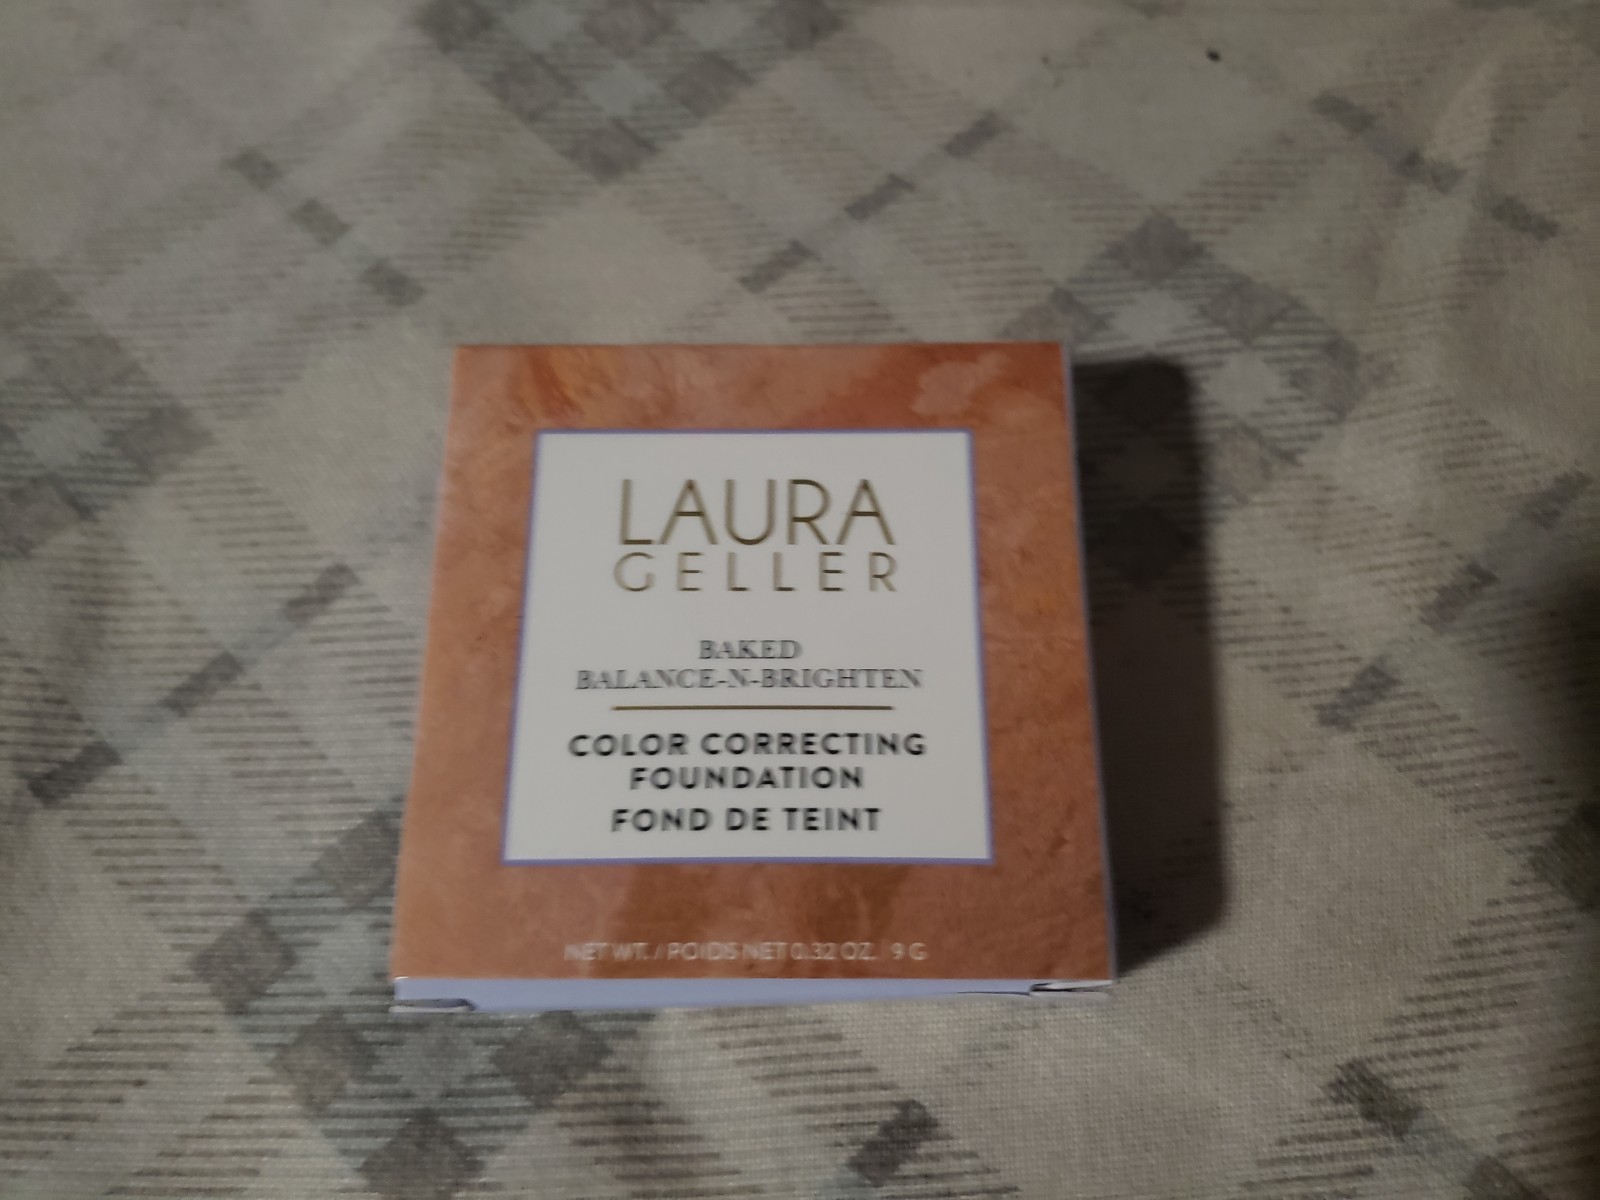 LAURA
GELLER
BAKED
BALANCE-N-BRIGHTEN
COLOR CORRECTING
FOUNDATION
FOND DE TEINT
NET WT. / POIDS NET 0.32 OZ. 9 G